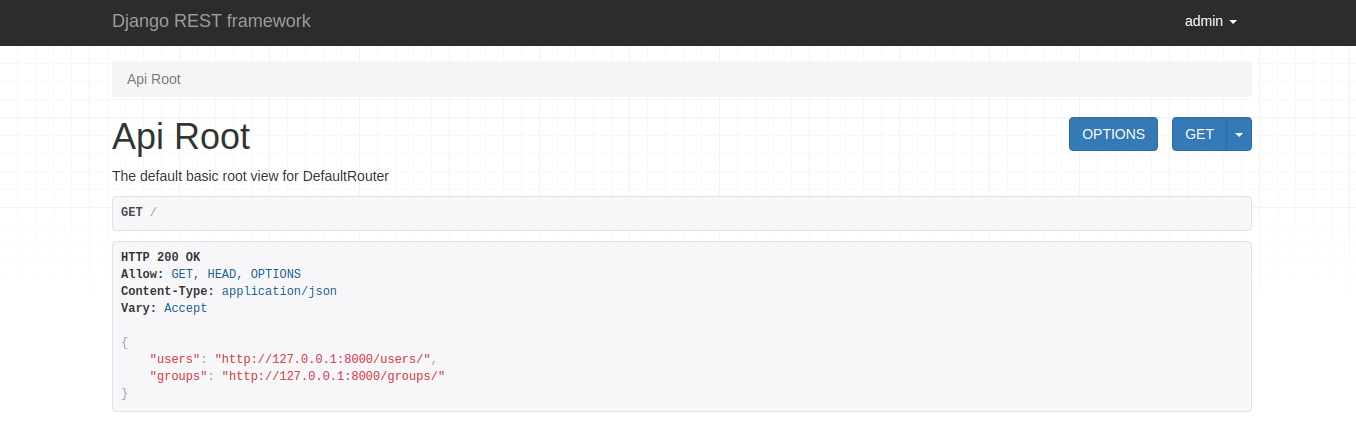 Django REST framework admin
Api Root
Api Root OPTIONS GET
The default basic root view for DefaultRouter
GET /
HTTP 200 OK
Allow: GET, HEAD, OPTIONS
Content-Type: application/json
Vary: Accept
{
    "users": "http://127.0.0.1:8000/users/",
    "groups": "http://127.0.0.1:8000/groups/"
}